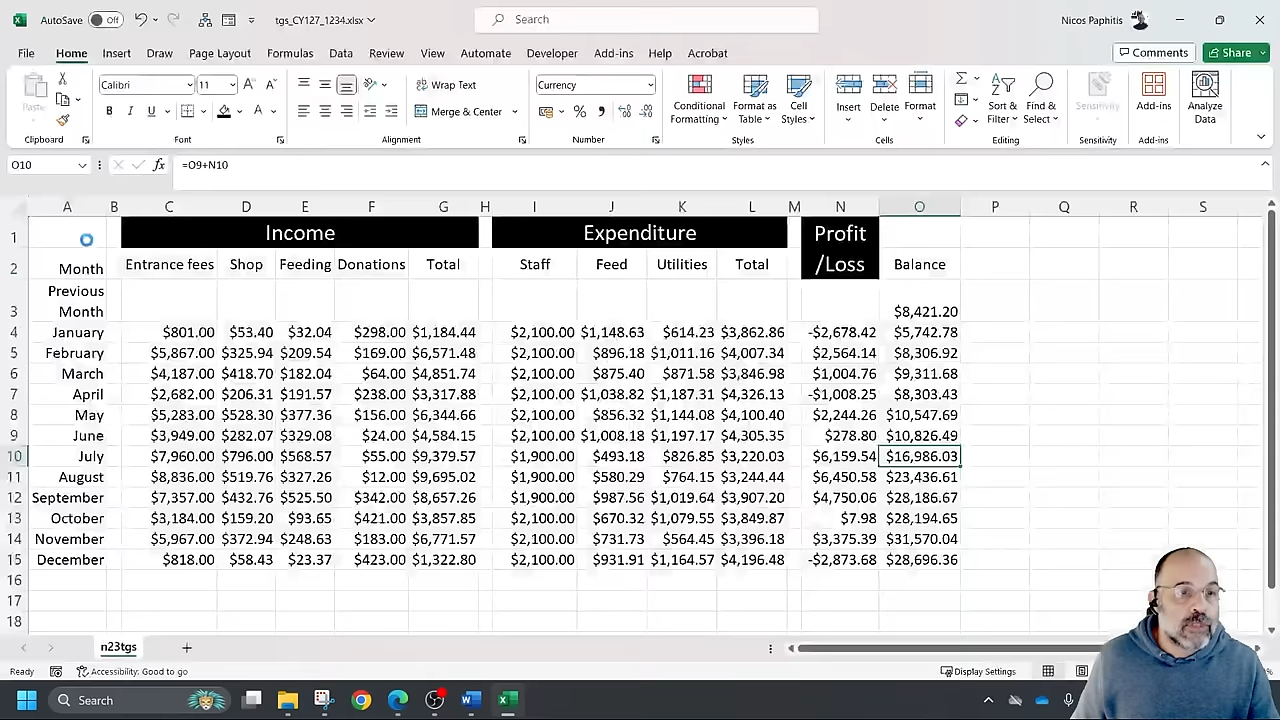 AutoSave Off tgs_CY127_1234.xlsx Search Nicos Paphitis
File Home Insert Draw Page Layout Formulas Data Review View Automate Developer Add-ins Help Acrobat Comments Share
Paste Calibri 11 Wrap Text Currency Conditional Formatting Format as Table Cell Styles Insert Delete Format Sort & Filter Find & Select Sensitivity Add-ins Analyze Data
Merge & Center
Clipboard Font Alignment Number Styles Cells Editing Sensitivity Add-ins
O10 fx =O9+N10
A B C D E F G H I J K L M N O P Q R S
1 Income Expenditure Profit
2 Month Entrance fees Shop Feeding Donations Total Staff Feed Utilities Total /Loss Balance
Previous
3 Month $8,421.20
4 January $801.00 $53.40 $32.04 $298.00 $1,184.44 $2,100.00 $1,148.63 $614.23 $3,862.86 -$2,678.42 $5,742.78
5 February $5,867.00 $325.94 $209.54 $169.00 $6,571.48 $2,100.00 $896.18 $1,011.16 $4,007.34 $2,564.14 $8,306.92
6 March $4,187.00 $418.70 $182.04 $64.00 $4,851.74 $2,100.00 $875.40 $871.58 $3,846.98 $1,004.76 $9,311.68
7 April $2,682.00 $206.31 $191.57 $238.00 $3,317.88 $2,100.00 $1,038.82 $1,187.31 $4,326.13 -$1,008.25 $8,303.43
8 May $5,283.00 $528.30 $377.36 $156.00 $6,344.66 $2,100.00 $856.32 $1,144.08 $4,100.40 $2,244.26 $10,547.69
9 June $3,949.00 $282.07 $329.08 $24.00 $4,584.15 $2,100.00 $1,008.18 $1,197.17 $4,305.35 $278.80 $10,826.49
10 July $7,960.00 $796.00 $568.57 $55.00 $9,379.57 $1,900.00 $493.18 $826.85 $3,220.03 $6,159.54 $16,986.03
11 August $8,836.00 $519.76 $327.26 $12.00 $9,695.02 $1,900.00 $580.29 $764.15 $3,244.44 $6,450.58 $23,436.61
12 September $7,357.00 $432.76 $525.50 $342.00 $8,657.26 $1,900.00 $987.56 $1,019.64 $3,907.20 $4,750.06 $28,186.67
13 October $3,184.00 $159.20 $93.65 $421.00 $3,857.85 $2,100.00 $670.32 $1,079.55 $3,849.87 $7.98 $28,194.65
14 November $5,967.00 $372.94 $248.63 $183.00 $6,771.57 $2,100.00 $731.73 $564.45 $3,396.18 $3,375.39 $31,570.04
15 December $818.00 $58.43 $23.37 $423.00 $1,322.80 $2,100.00 $931.91 $1,164.57 $4,196.48 -$2,873.68 $28,696.36
16
17
18
n23tgs
Ready Accessibility: Good to go Display Settings
Search